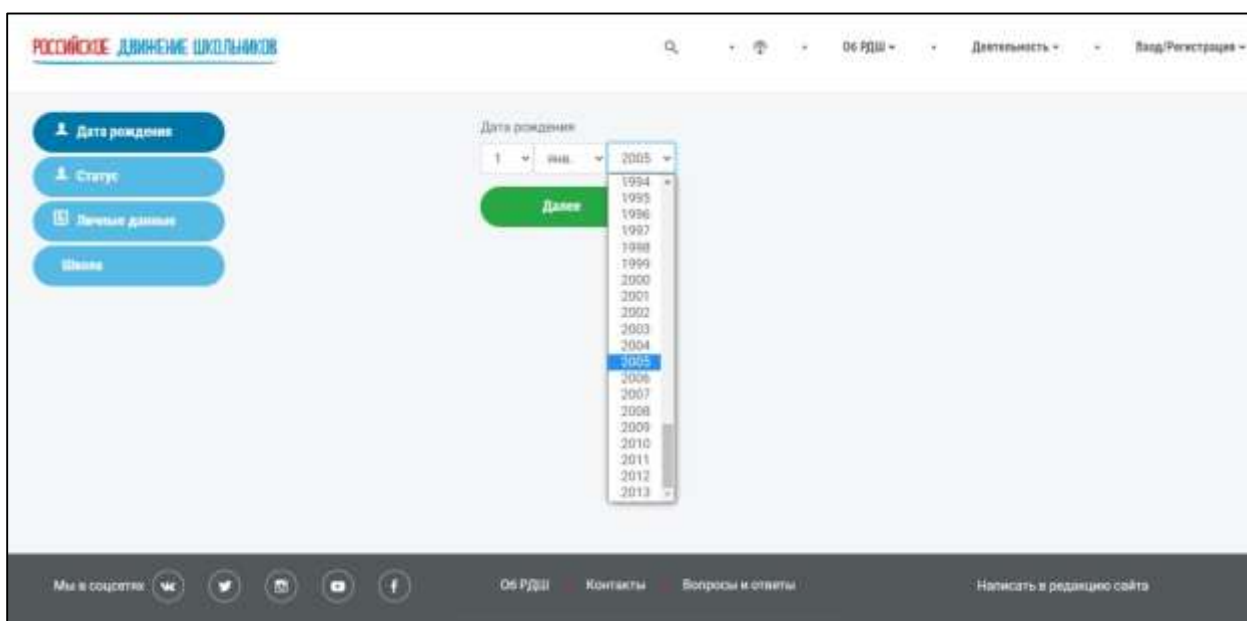 РОССИЙСКОЕ ДВИЖЕНИЕ ШКОЛЬНИКОВ
Об РДШ
Деятельность
Вход/Регистрация
Дата рождения
Статус
Личные данные
Школа
Дата рождения
1 янв. 2005
1994
1995
1996
1997
1998
1999
2000
2001
2002
2003
2004
2005
2006
2007
2008
2009
2010
2011
2012
2013
Далее
Мы в соцсетях
Об РДШ Контакты Вопросы и ответы
Написать в редакцию сайта